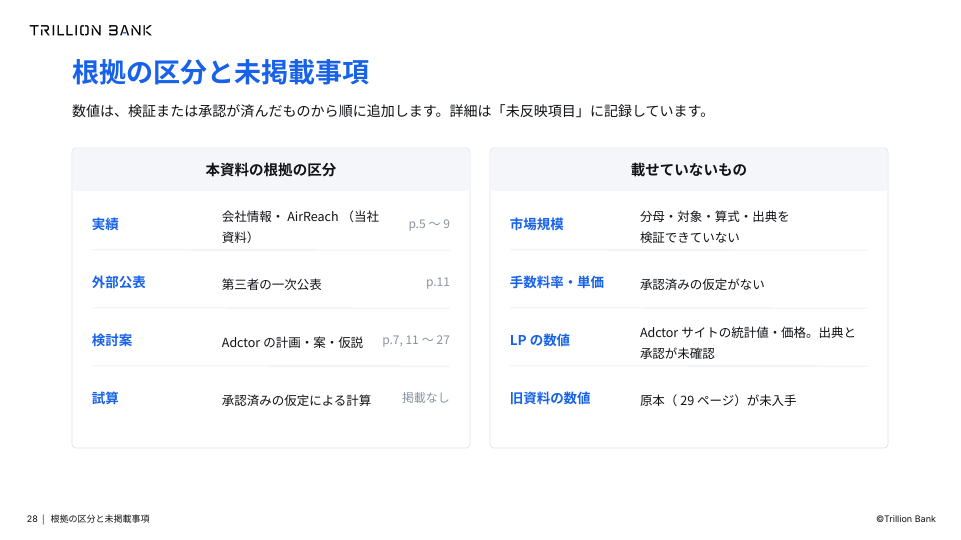 TRILLION BANK
根拠の区分と未掲載事項
数値は、検証または承認が済んだものから順に追加します。詳細は「未反映項目」に記録しています。
本資料の根拠の区分
実績
会社情報・ AirReach （当社
資料）
p.5 〜 9
外部公表
第三者の一次公表
p.11
検討案
Adctor の計画・案・仮説
p.7, 11 〜 27
試算
承認済みの仮定による計算
掲載なし
載せていないもの
市場規模
分母・対象・算式・出典を
検証できていない
手数料率・単価
承認済みの仮定がない
LP の数値
Adctor サイトの統計値・価格。出典と
承認が未確認
旧資料の数値
原本（ 29 ページ）が未入手
28 | 根拠の区分と未掲載事項
©Trillion Bank